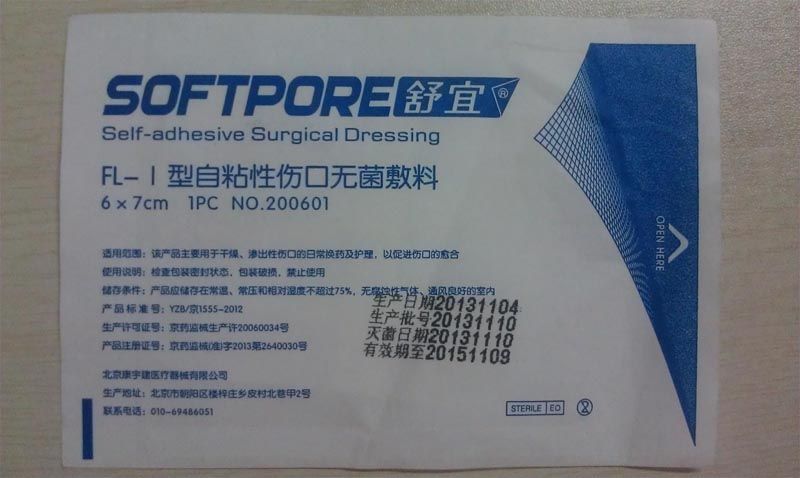 SOFTPORE舒宜®
Self-adhesive Surgical Dressing
FL-Ⅰ型自粘性伤口无菌敷料
6×7cm 1PC NO.200601
OPEN HERE
适用范围：该产品主要用于干燥、渗出性伤口的日常换药及护理，以促进伤口的愈合
使用说明：检查包装密封状态，包装破损，禁止使用
储存条件：产品应储存在常温、常压和相对湿度不超过75%，无腐蚀性气体、通风良好的室内
产品标准号：YZB/京1555-2012
生产许可证号：京药监械生产许20060034号
产品注册证号：京药监械(准)字2013第2640030号
生产日期20131104
生产批号20131110
灭菌日期20131110
有效期至20151109
北京康宇建医疗器械有限公司
生产地址：北京市朝阳区楼梓庄乡皮村北巷甲2号
联系电话：010-69486051
STERILE EO